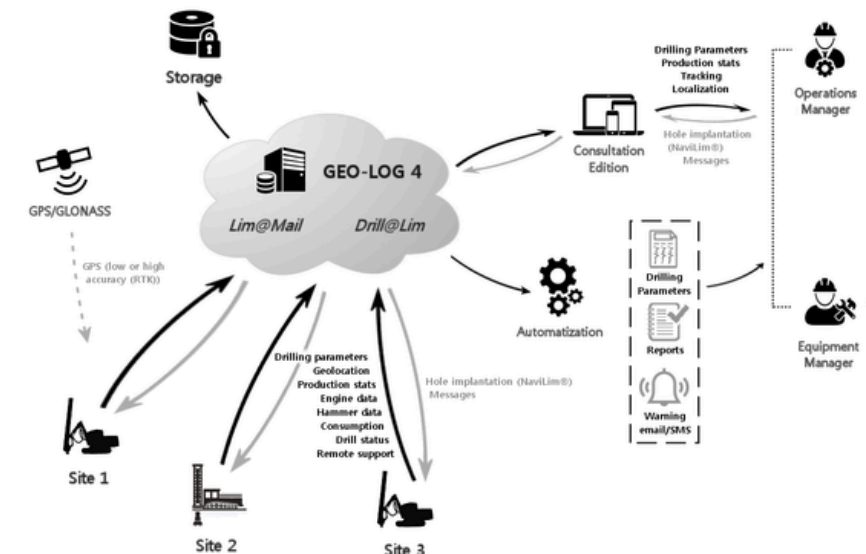 Storage
GPS/GLONASS
GPS (low or high
accuracy (RTK))
GEO-LOG 4
Lim@Mail
Drill@Lim
Consultation
Edition
Drilling Parameters
Production stats
Tracking
Localization
Hole implantation
(NaviLim®)
Messages
Operations
Manager
Automatization
Drilling
Parameters
Reports
Warning
email/SMS
Equipment
Manager
Drilling parameters
Geolocation
Production stats
Engine data
Hammer data
Consumption
Drill status
Remote support
Hole implantation (NaviLim®)
Messages
Site 1
Site 2
Site 3